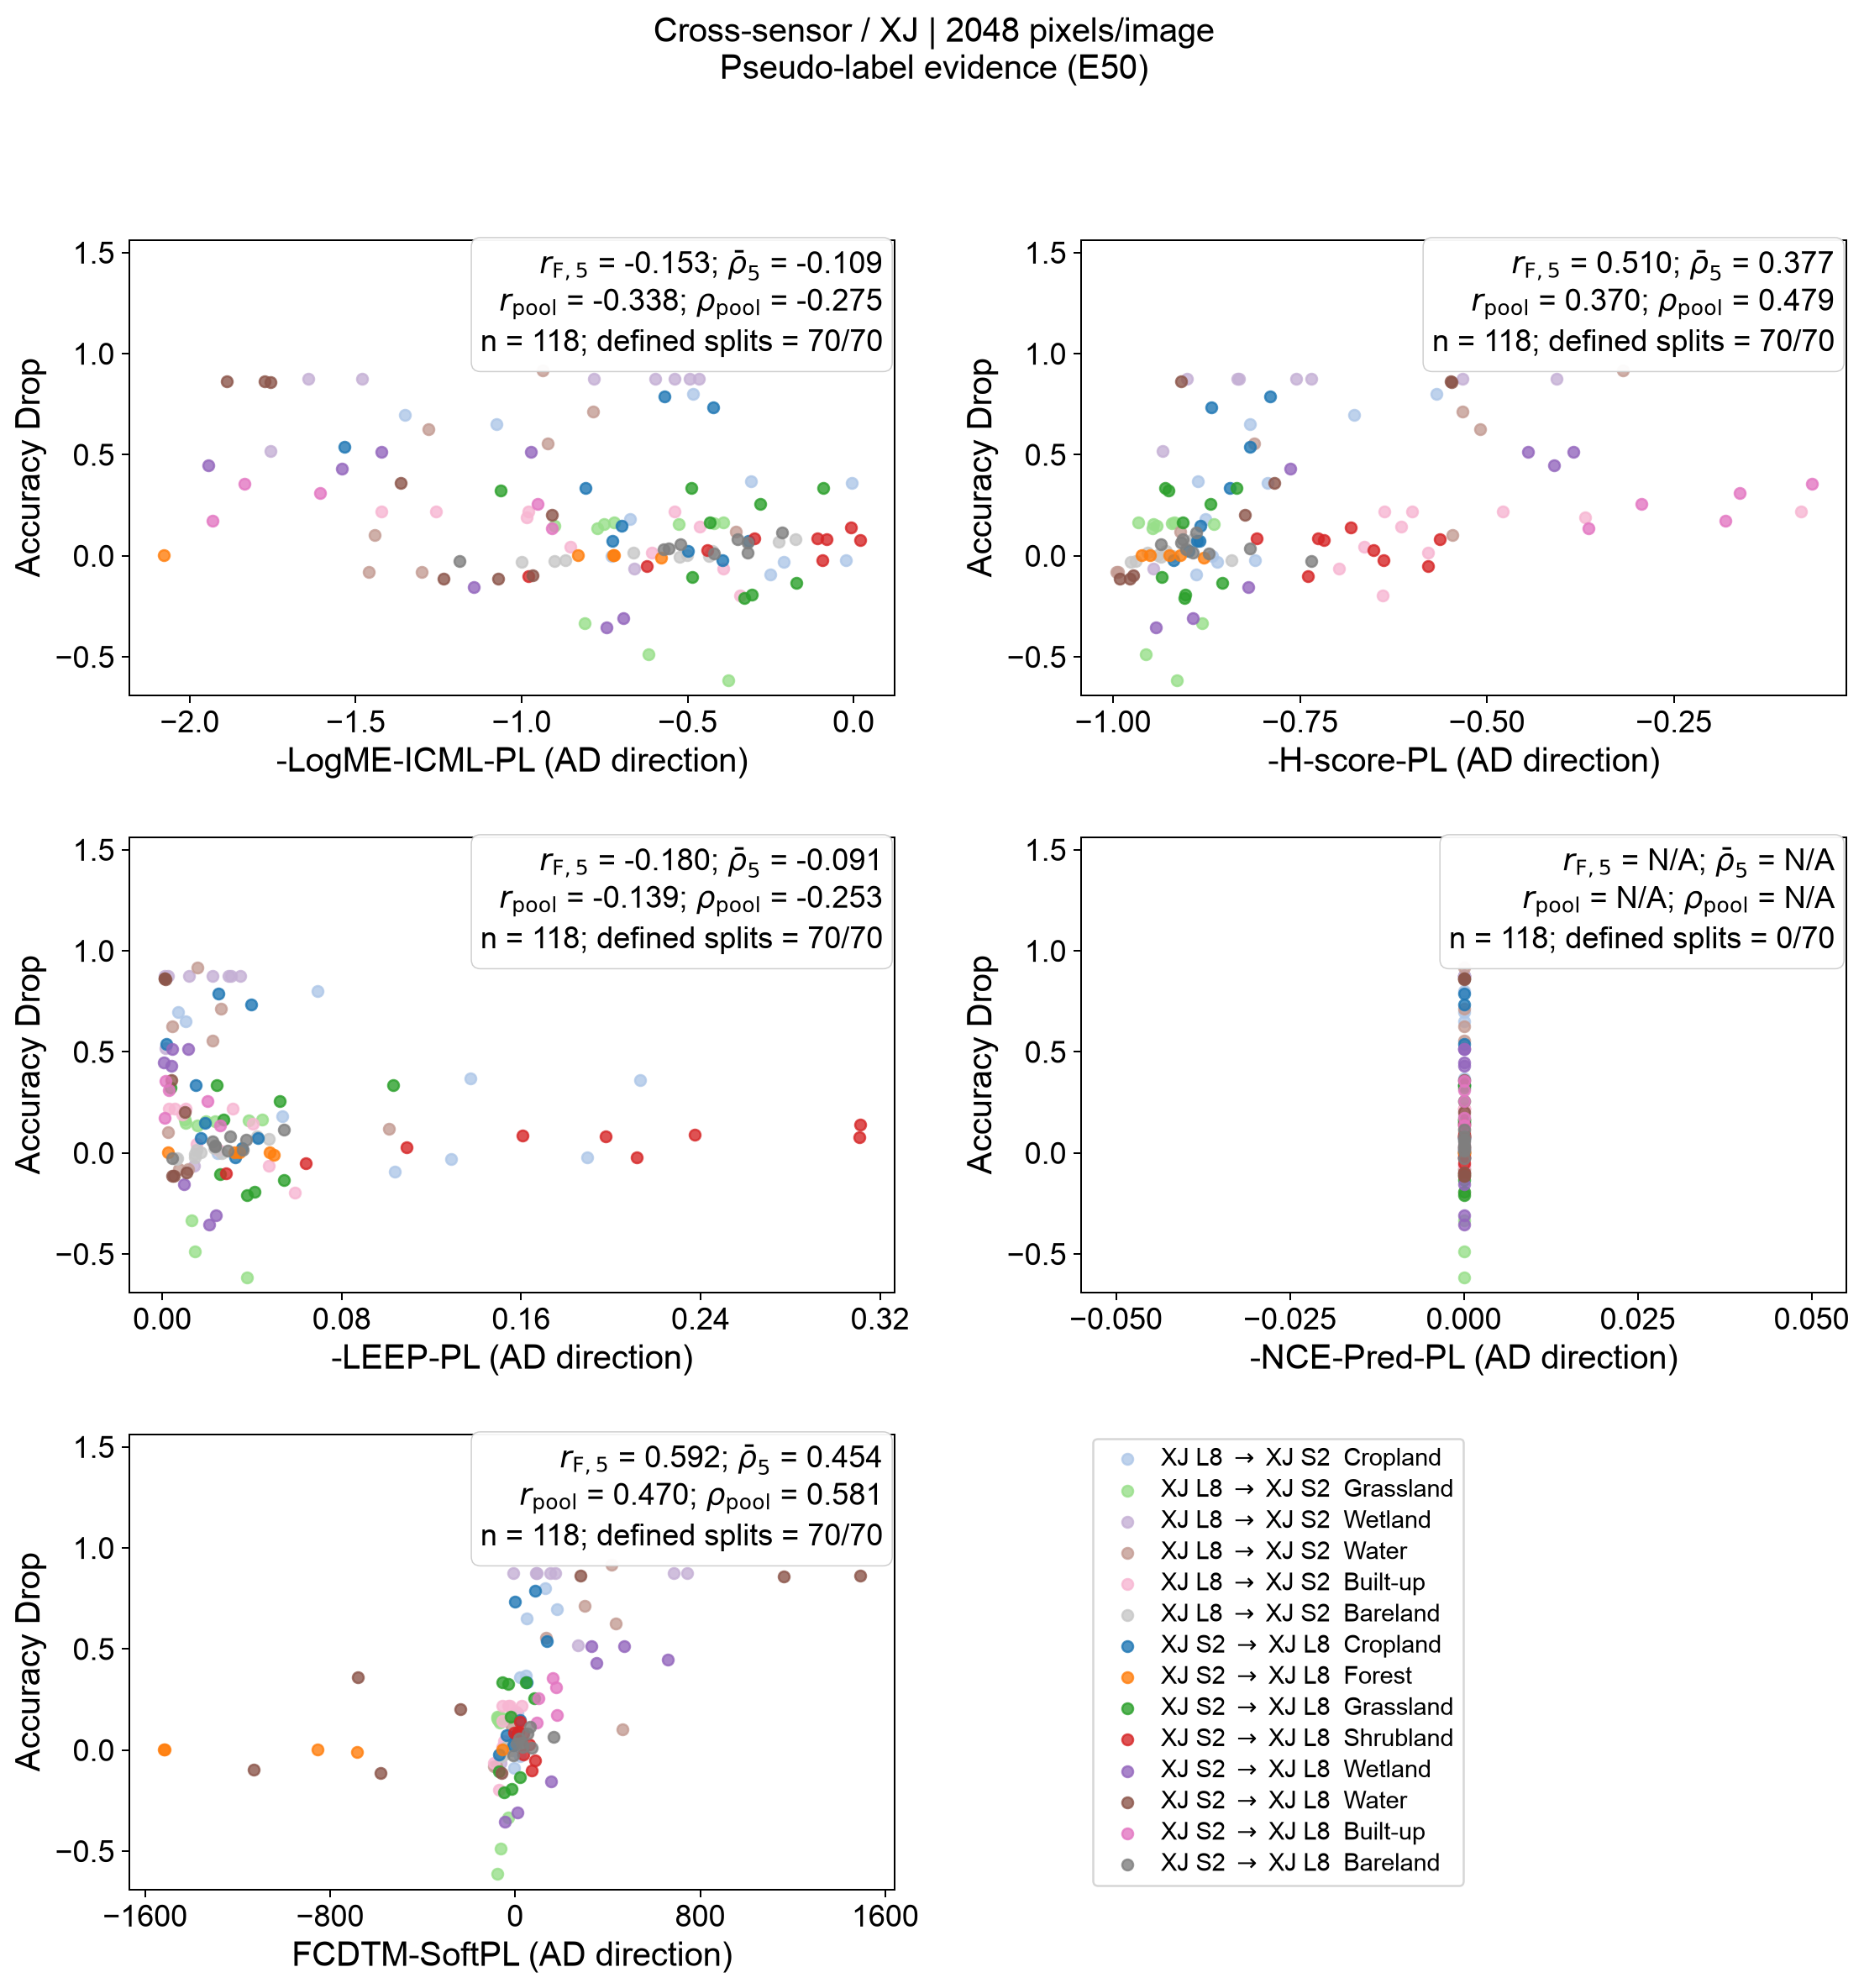 Cross-sensor / XJ | 2048 pixels/image
Pseudo-label evidence (E50)
r_F, 5 = -0.153; ρ̄_5 = -0.109
r_pool = -0.338; ρ_pool = -0.275
n = 118; defined splits = 70/70
1.5
1.0
0.5
0.0
−0.5
Accuracy Drop
−2.0 −1.5 −1.0 −0.5 0.0
-LogME-ICML-PL (AD direction)
r_F, 5 = 0.510; ρ̄_5 = 0.377
r_pool = 0.370; ρ_pool = 0.479
n = 118; defined splits = 70/70
1.5
1.0
0.5
0.0
−0.5
Accuracy Drop
−1.00 −0.75 −0.50 −0.25
-H-score-PL (AD direction)
r_F, 5 = -0.180; ρ̄_5 = -0.091
r_pool = -0.139; ρ_pool = -0.253
n = 118; defined splits = 70/70
1.5
1.0
0.5
0.0
−0.5
Accuracy Drop
0.00 0.08 0.16 0.24 0.32
-LEEP-PL (AD direction)
r_F, 5 = N/A; ρ̄_5 = N/A
r_pool = N/A; ρ_pool = N/A
n = 118; defined splits = 0/70
1.5
1.0
0.5
0.0
−0.5
Accuracy Drop
−0.050 −0.025 0.000 0.025 0.050
-NCE-Pred-PL (AD direction)
r_F, 5 = 0.592; ρ̄_5 = 0.454
r_pool = 0.470; ρ_pool = 0.581
n = 118; defined splits = 70/70
1.5
1.0
0.5
0.0
−0.5
Accuracy Drop
−1600 −800 0 800 1600
FCDTM-SoftPL (AD direction)
XJ L8 → XJ S2 Cropland
XJ L8 → XJ S2 Grassland
XJ L8 → XJ S2 Wetland
XJ L8 → XJ S2 Water
XJ L8 → XJ S2 Built-up
XJ L8 → XJ S2 Bareland
XJ S2 → XJ L8 Cropland
XJ S2 → XJ L8 Forest
XJ S2 → XJ L8 Grassland
XJ S2 → XJ L8 Shrubland
XJ S2 → XJ L8 Wetland
XJ S2 → XJ L8 Water
XJ S2 → XJ L8 Built-up
XJ S2 → XJ L8 Bareland